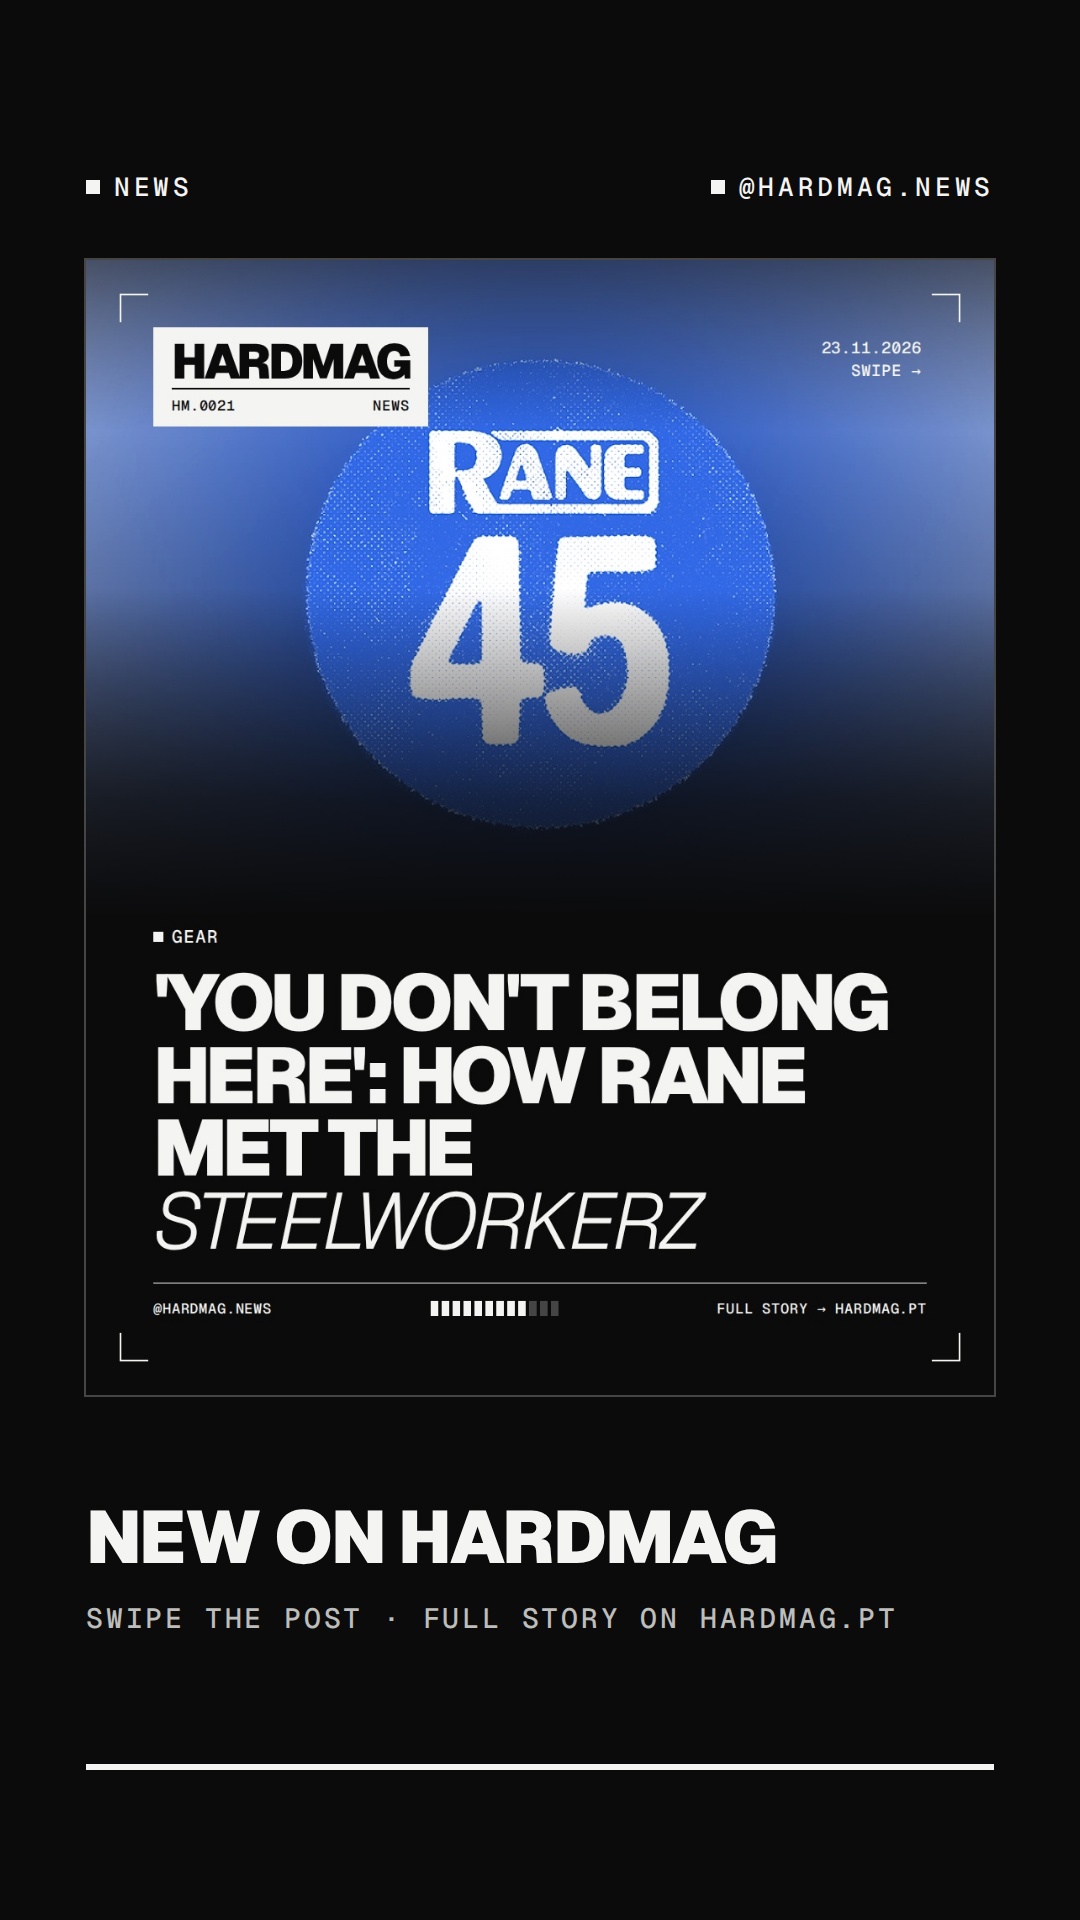 NEWS
@HARDMAG.NEWS
HARDMAG
HM.0021 NEWS
23.11.2026
SWIPE →
RANE
45
GEAR
'YOU DON'T BELONG
HERE': HOW RANE
MET THE
STEELWORKERZ
@HARDMAG.NEWS
FULL STORY → HARDMAG.PT
NEW ON HARDMAG
SWIPE THE POST · FULL STORY ON HARDMAG.PT